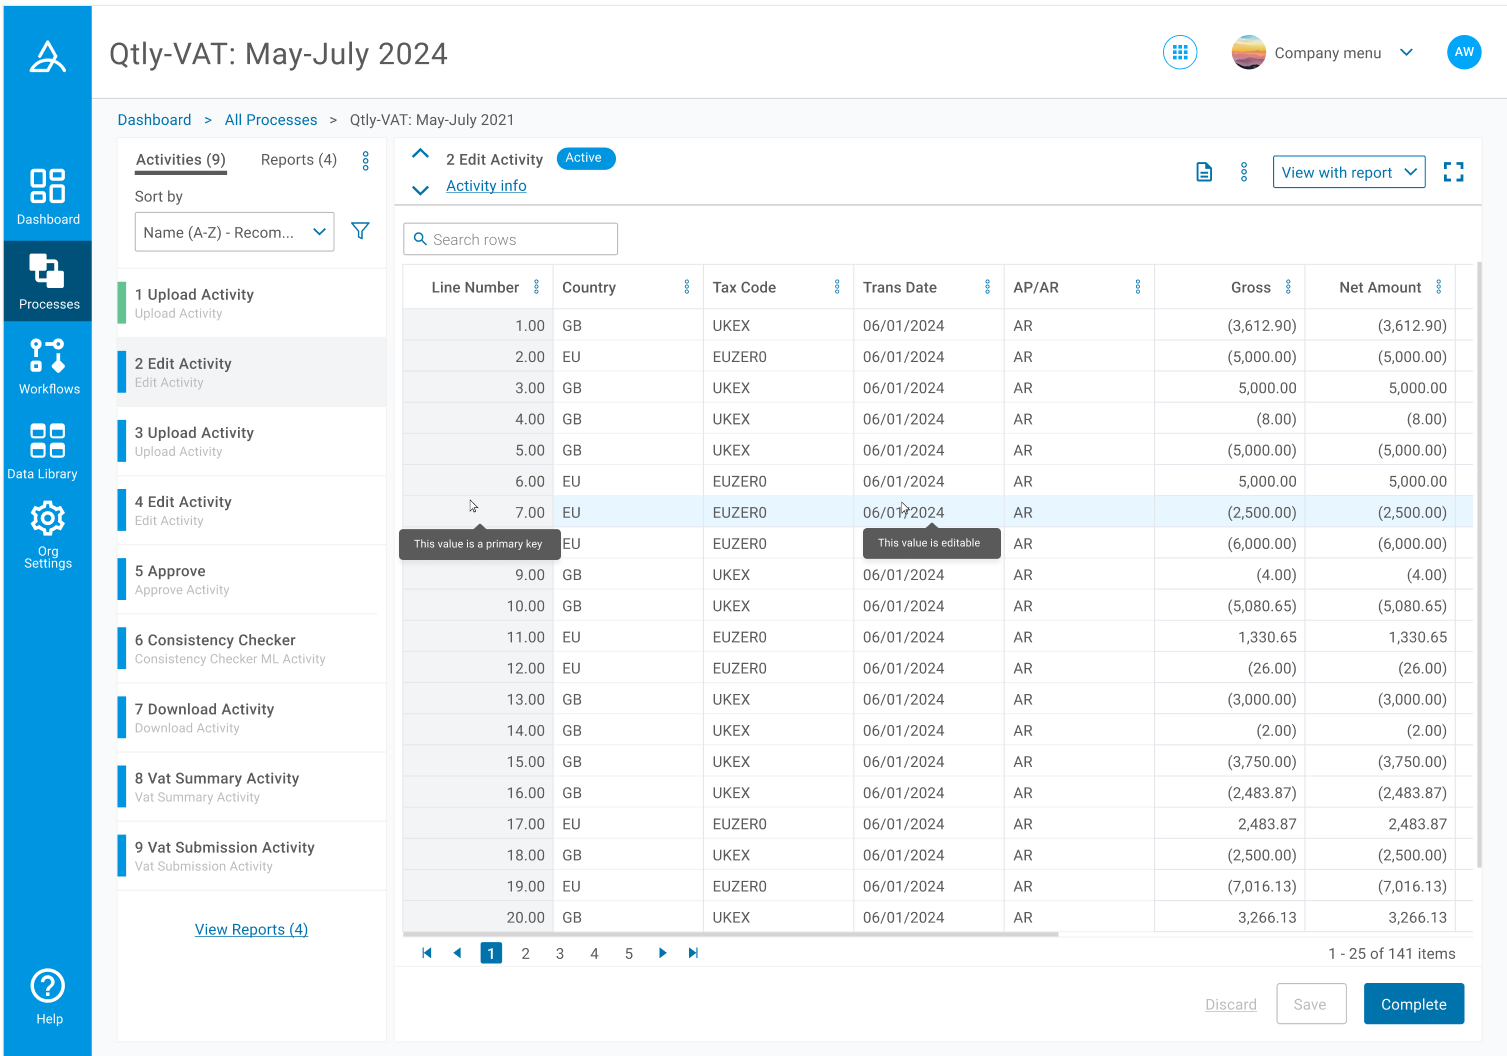 Qtly-VAT: May-July 2024
Company menu
AW
Dashboard > All Processes > Qtly-VAT: May-July 2021
Dashboard
Processes
Workflows
Data Library
Org
Settings
Help
Activities (9) Reports (4)
Sort by
Name (A-Z) - Recom...
1 Upload Activity
Upload Activity
2 Edit Activity
Edit Activity
3 Upload Activity
Upload Activity
4 Edit Activity
Edit Activity
5 Approve
Approve Activity
6 Consistency Checker
Consistency Checker ML Activity
7 Download Activity
Download Activity
8 Vat Summary Activity
Vat Summary Activity
9 Vat Submission Activity
Vat Submission Activity
View Reports (4)
2 Edit Activity Active
Activity info
View with report
Search rows
Line Number Country Tax Code Trans Date AP/AR Gross Net Amount
1.00 GB UKEX 06/01/2024 AR (3,612.90) (3,612.90)
2.00 EU EUZER0 06/01/2024 AR (5,000.00) (5,000.00)
3.00 GB UKEX 06/01/2024 AR 5,000.00 5,000.00
4.00 GB UKEX 06/01/2024 AR (8.00) (8.00)
5.00 GB UKEX 06/01/2024 AR (5,000.00) (5,000.00)
6.00 EU EUZER0 06/01/2024 AR 5,000.00 5,000.00
7.00 EU EUZER0 06/01/2024 AR (2,500.00) (2,500.00)
This value is a primary key EU EUZER0 This value is editable AR (6,000.00) (6,000.00)
9.00 GB UKEX 06/01/2024 AR (4.00) (4.00)
10.00 GB UKEX 06/01/2024 AR (5,080.65) (5,080.65)
11.00 EU EUZER0 06/01/2024 AR 1,330.65 1,330.65
12.00 EU EUZER0 06/01/2024 AR (26.00) (26.00)
13.00 GB UKEX 06/01/2024 AR (3,000.00) (3,000.00)
14.00 GB UKEX 06/01/2024 AR (2.00) (2.00)
15.00 GB UKEX 06/01/2024 AR (3,750.00) (3,750.00)
16.00 GB UKEX 06/01/2024 AR (2,483.87) (2,483.87)
17.00 EU EUZER0 06/01/2024 AR 2,483.87 2,483.87
18.00 GB UKEX 06/01/2024 AR (2,500.00) (2,500.00)
19.00 EU EUZER0 06/01/2024 AR (7,016.13) (7,016.13)
20.00 GB UKEX 06/01/2024 AR 3,266.13 3,266.13
1 2 3 4 5 1 - 25 of 141 items
Discard Save Complete